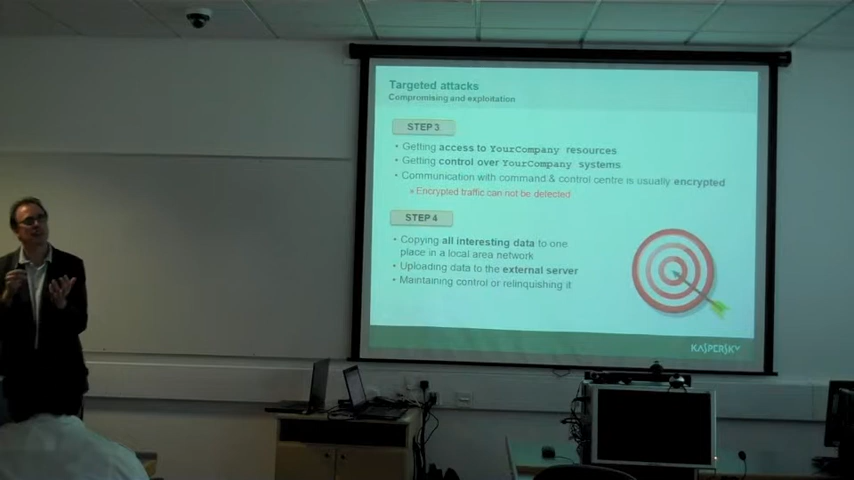 Targeted attacks
Compromising and exploitation
STEP 3
• Getting access to YourCompany resources
• Getting control over YourCompany systems
• Communication with command & control centre is usually encrypted
• Encrypted traffic can not be detected
STEP 4
• Copying all interesting data to one
place in a local area network
• Uploading data to the external server
• Maintaining control or relinquishing it
KASPERSKY